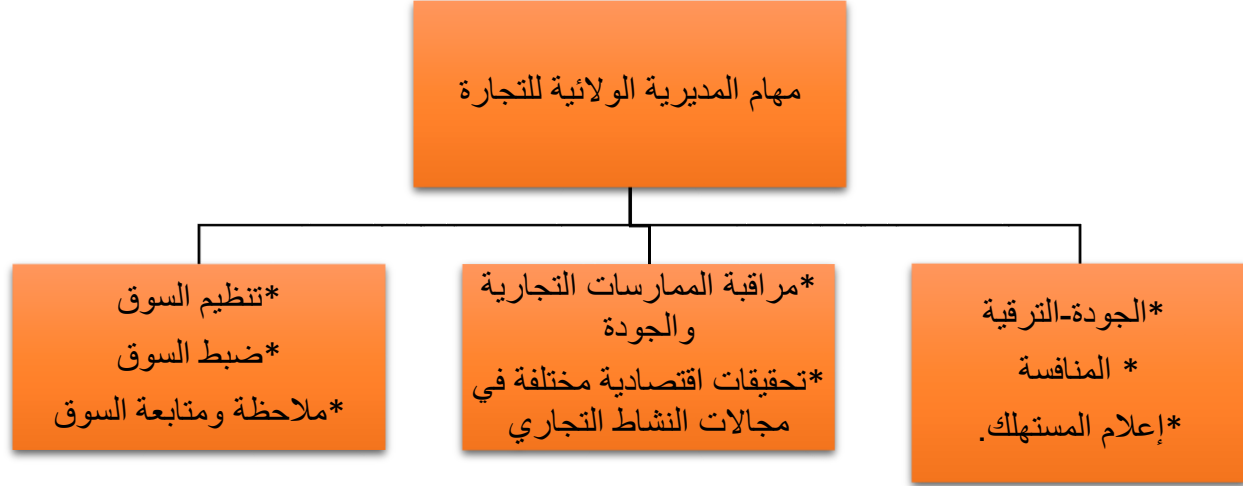 مهام المديرية الولائية للتجارة
*الجودة-الترقية
* المنافسة
*إعلام المستهلك.
*مراقبة الممارسات التجارية
والجودة
*تحقيقات اقتصادية مختلفة في
مجالات النشاط التجاري
*تنظيم السوق
*ضبط السوق
*ملاحظة ومتابعة السوق